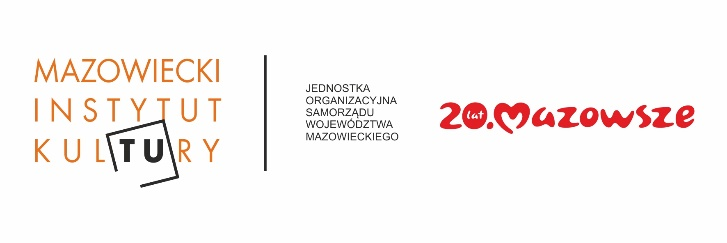 MAZOWIECKI
INSTYTUT
KULTURY
JEDNOSTKA
ORGANIZACYJNA
SAMORZĄDU
WOJEWÓDZTWA
MAZOWIECKIEGO
20 lat. Mazowsze